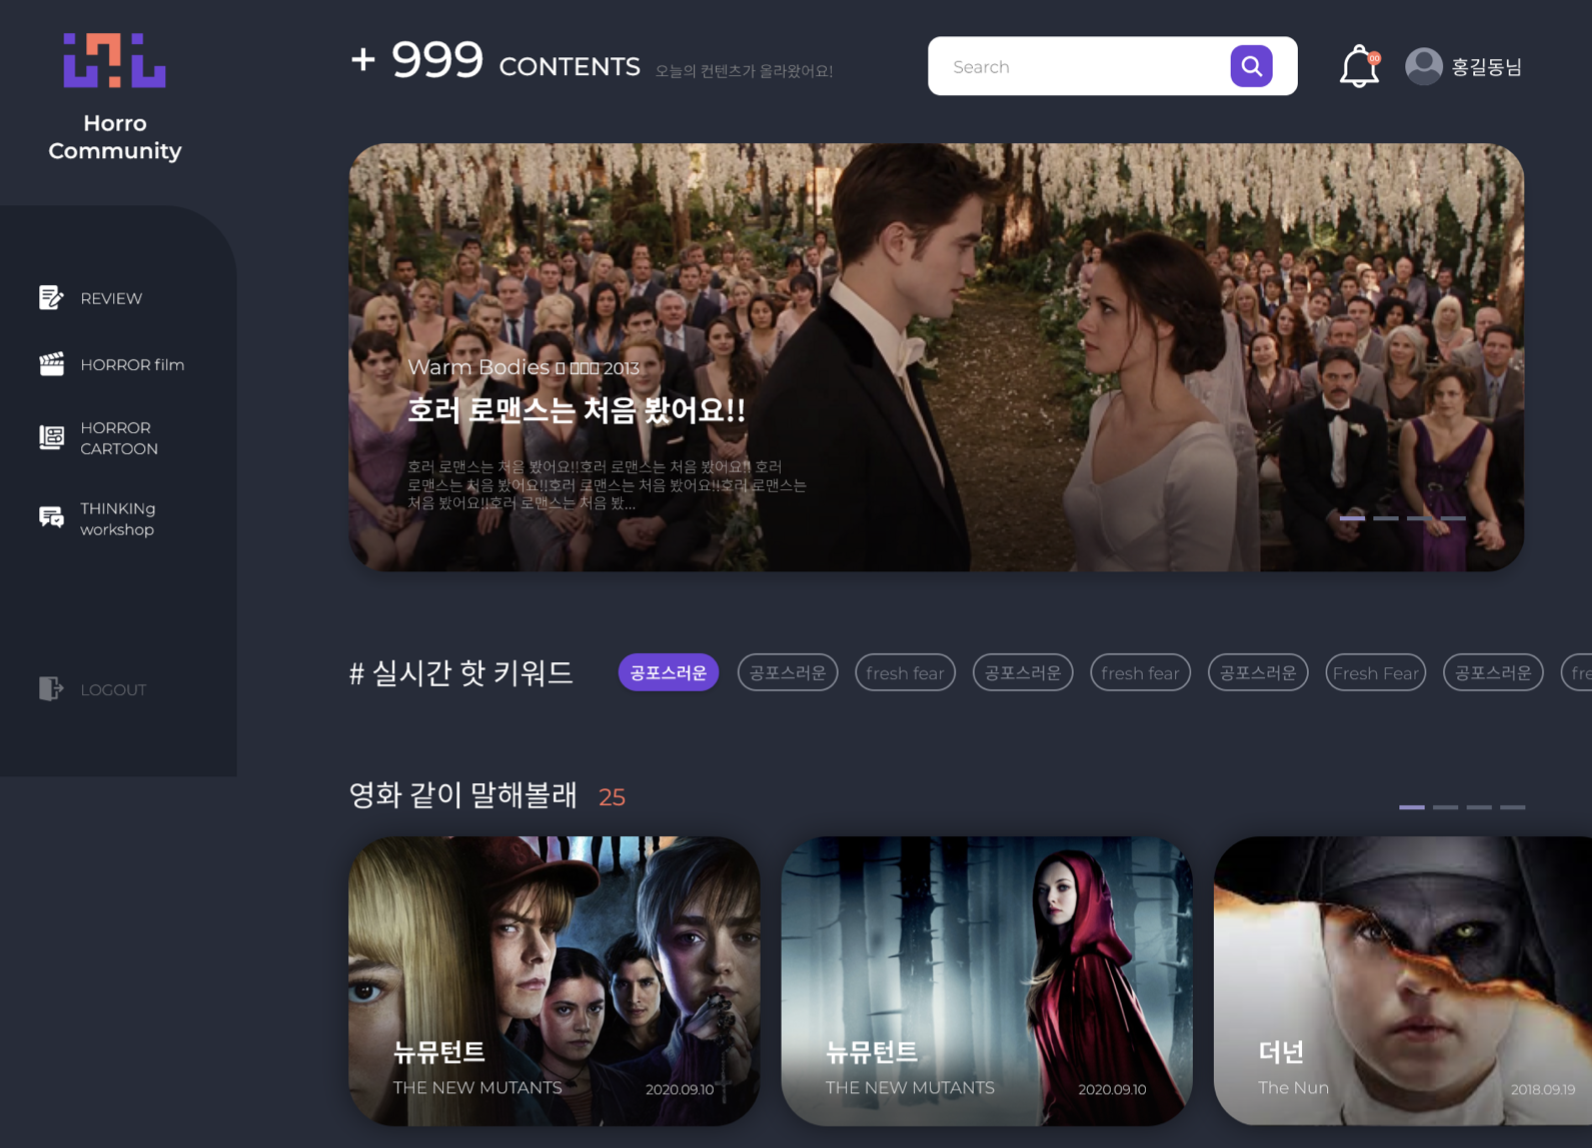 Horro
Community
+ 999 CONTENTS 오늘의 컨텐츠가 올라왔어요!
Search
00
홍길동님
REVIEW
HORROR film
HORROR
CARTOON
THINKINg
workshop
LOGOUT
Warm Bodies 2013
호러 로맨스는 처음 봤어요!!
호러 로맨스는 처음 봤어요!!호러 로맨스는 처음 봤어요!! 호러
로맨스는 처음 봤어요!!호러 로맨스는 처음 봤어요!!호러 로맨스는
처음 봤어요!!호러 로맨스는 처음 봤...
# 실시간 핫 키워드
공포스러운
공포스러운
fresh fear
공포스러운
fresh fear
공포스러운
Fresh Fear
공포스러운
fre
영화 같이 말해볼래 25
뉴뮤턴트
THE NEW MUTANTS 2020.09.10
뉴뮤턴트
THE NEW MUTANTS 2020.09.10
더넌
The Nun 2018.09.19